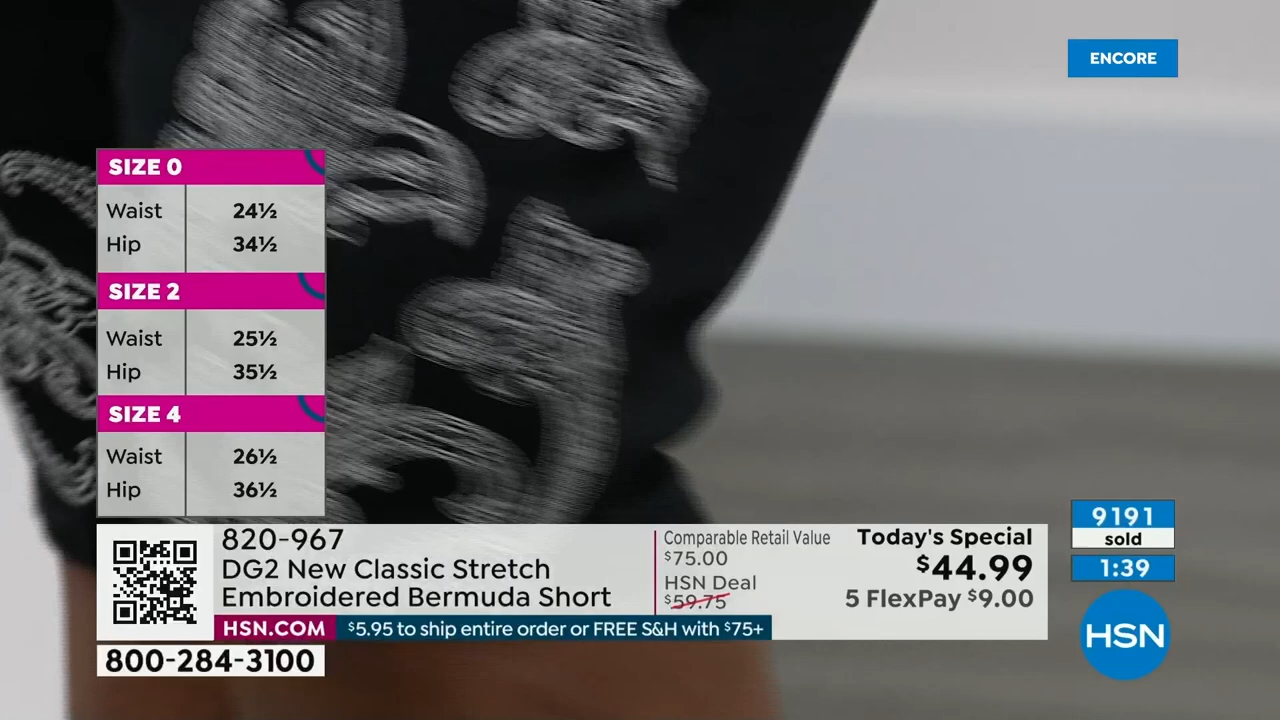 ENCORE
SIZE 0
Waist 24½
Hip 34½
SIZE 2
Waist 25½
Hip 35½
SIZE 4
Waist 26½
Hip 36½
820-967
DG2 New Classic Stretch
Embroidered Bermuda Short
Comparable Retail Value
$75.00
HSN Deal
$59.75
Today's Special
$44.99
5 FlexPay $9.00
HSN.COM
$5.95 to ship entire order or FREE S&H with $75+
800-284-3100
9191
sold
1:39
HSN